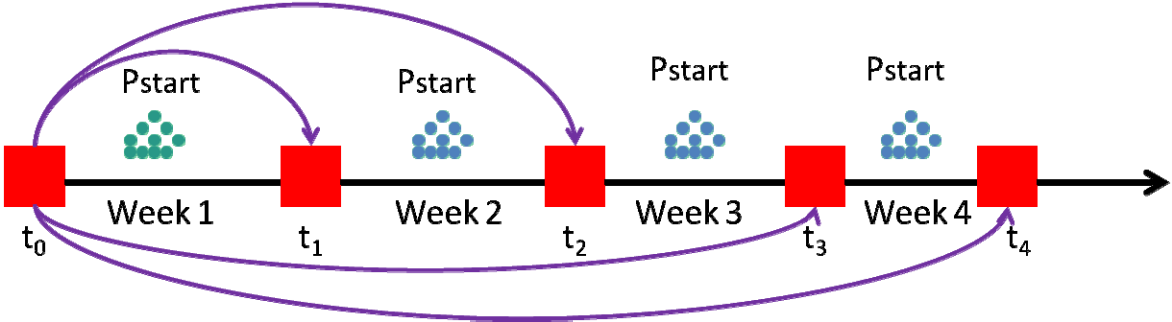 Pstart
Pstart
Pstart
Pstart
Week 1
Week 2
Week 3
Week 4
t₀
t₁
t₂
t₃
t₄